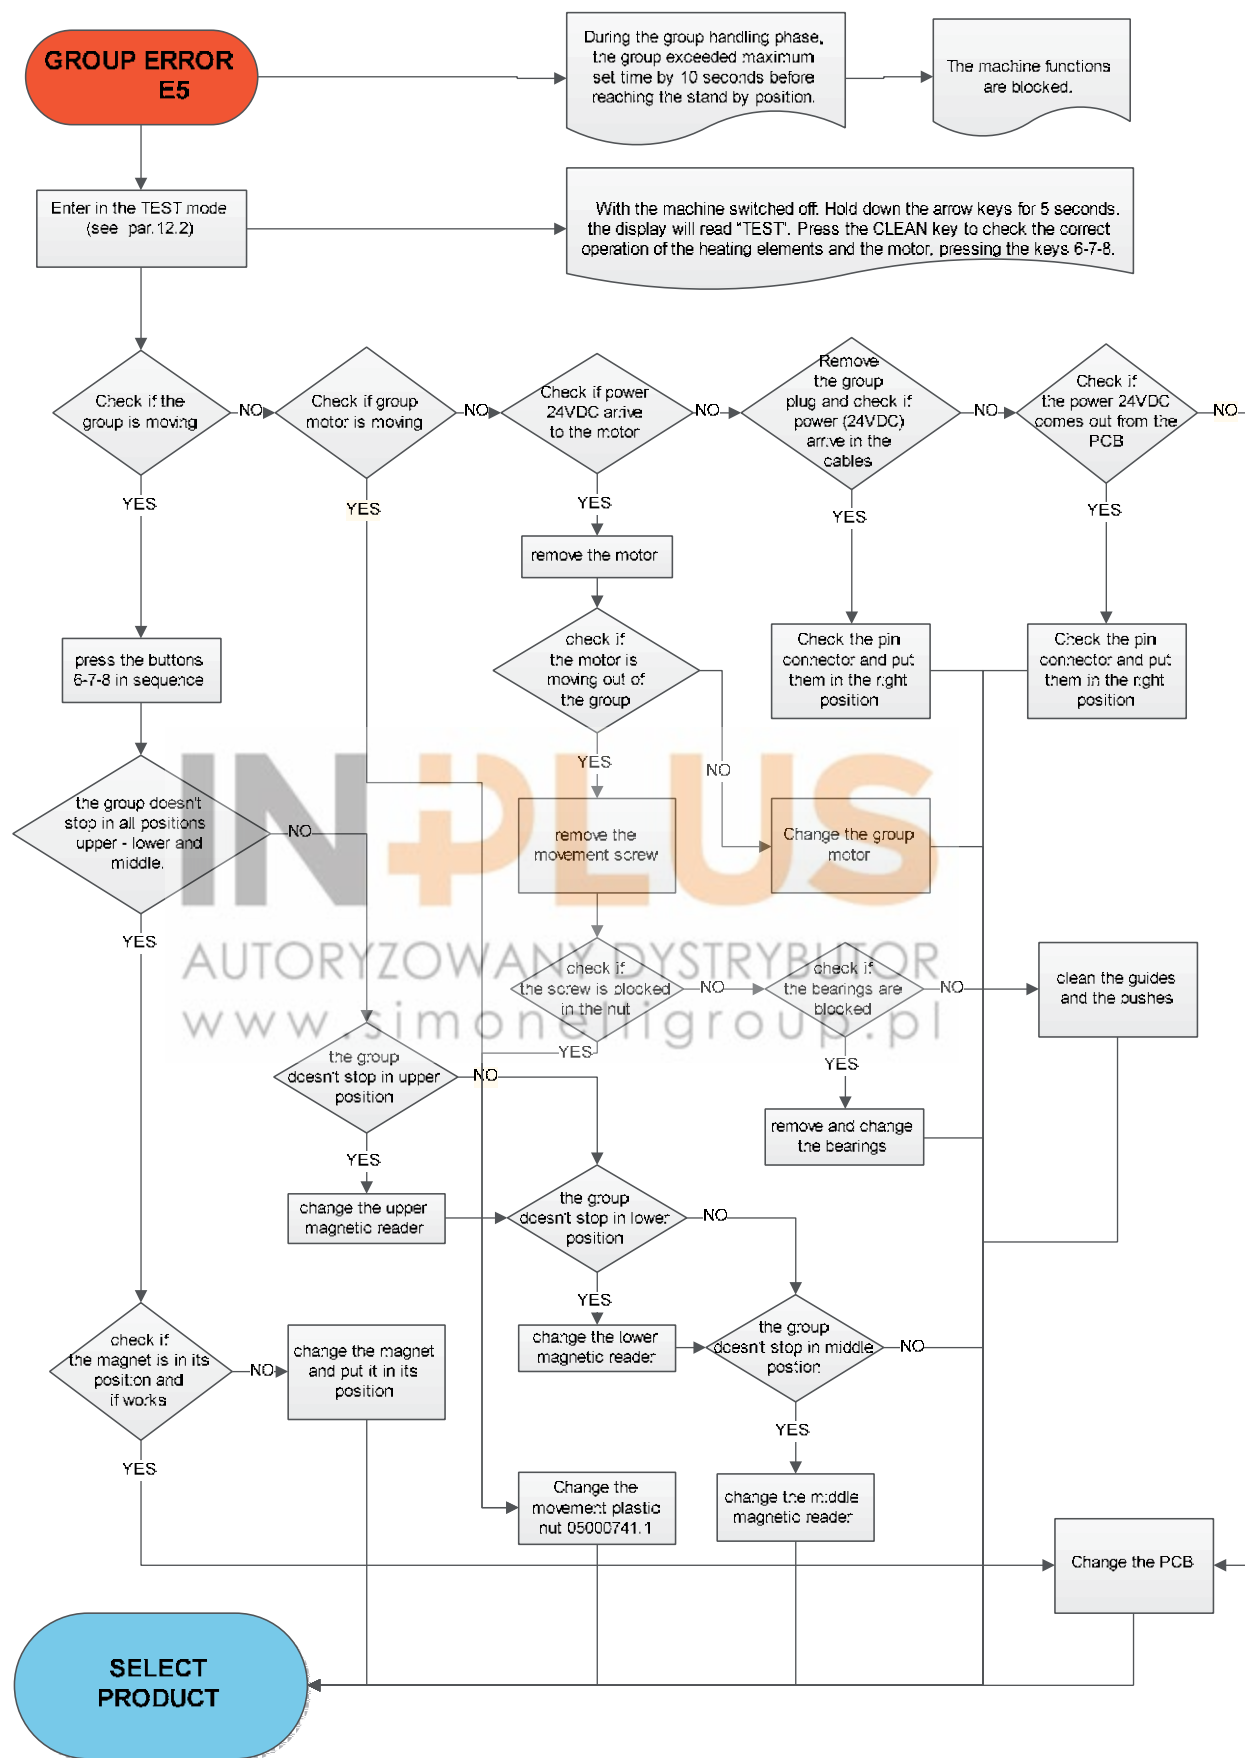 GROUP ERROR
E5
During the group handling phase,
the group exceeded maximum
set time by 10 seconds before
reaching the stand by position.
The machine functions
are blocked.
Enter in the TEST mode
(see par.12.2)
With the machine switched off. Hold down the arrow keys for 5 seconds.
the display will read "TEST". Press the CLEAN key to check the correct
operation of the heating elements and the motor, pressing the keys 6-7-8.
Check if the
group is moving
NO
Check if group
motor is moving
NO
Check if power
24VDC arrive
to the motor
NO
Remove
the group
plug and check if
power (24VDC)
arrive in the
cables
NO
Check if
the power 24VDC
comes out from the
PCB
NO
YES
YES
YES
YES
YES
remove the motor
press the buttons
6-7-8 in sequence
check if
the motor is
moving out of
the group
Check the pin
connector and put
them in the right
position
Check the pin
connector and put
them in the right
position
YES
NO
the group doesn't
stop in all positions
upper - lower and
middle.
NO
remove the
movement screw
Change the group
motor
INPLUS
AUTORYZOWANY DYSTRYBUTOR
www.simonelligroup.pl
YES
check if
the screw is blocked
in the nut
NO
check if
the bearings are
blocked
NO
clean the guides
and the bushes
YES
YES
the group
doesn't stop in upper
position
NO
remove and change
the bearings
YES
change the upper
magnetic reader
the group
doesn't stop in lower
position
NO
YES
check if
the magnet is in its
position and
if works
NO
change the magnet
and put it in its
position
change the lower
magnetic reader
the group
doesn't stop in middle
postion
NO
YES
YES
Change the
movement plastic
nut 05000741.1
change the middle
magnetic reader
Change the PCB
SELECT
PRODUCT